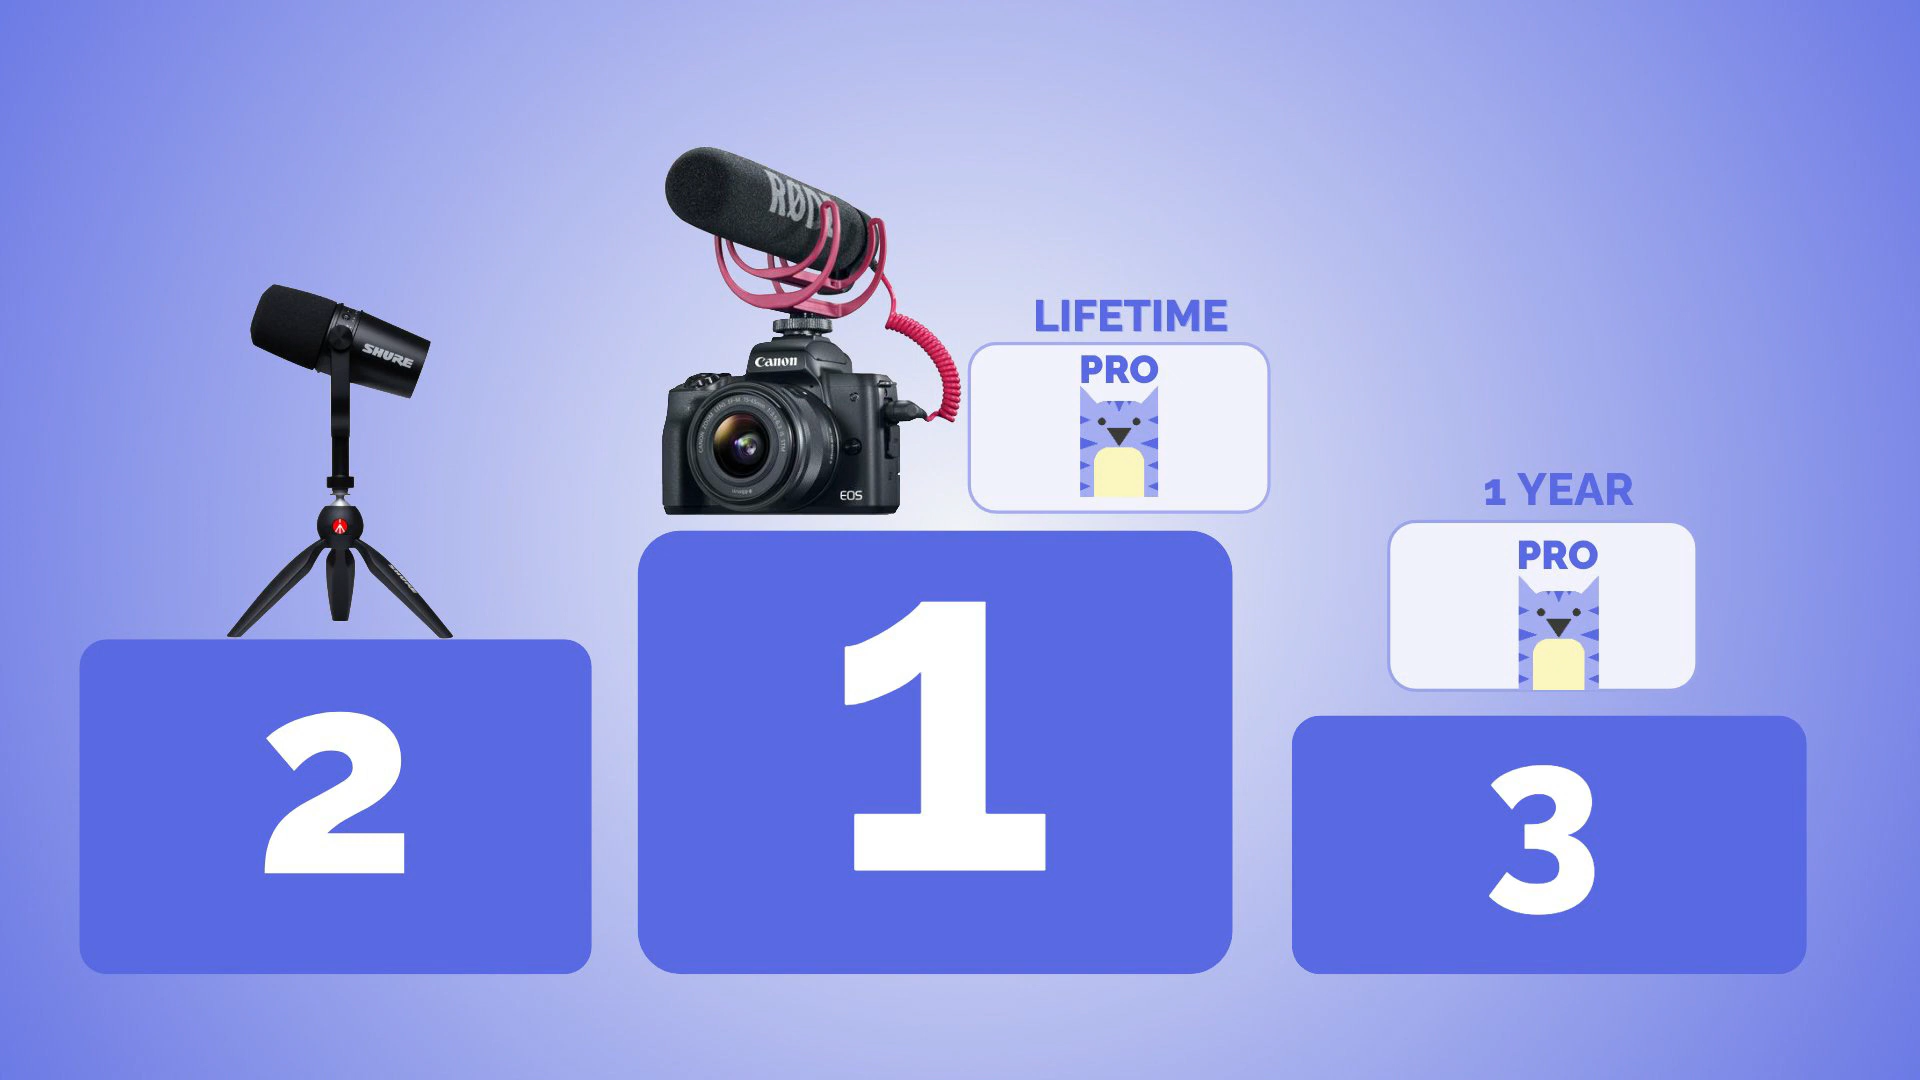 RØDE
LIFETIME
PRO
Canon
EOS
SHURE
1 YEAR
PRO
2
1
3